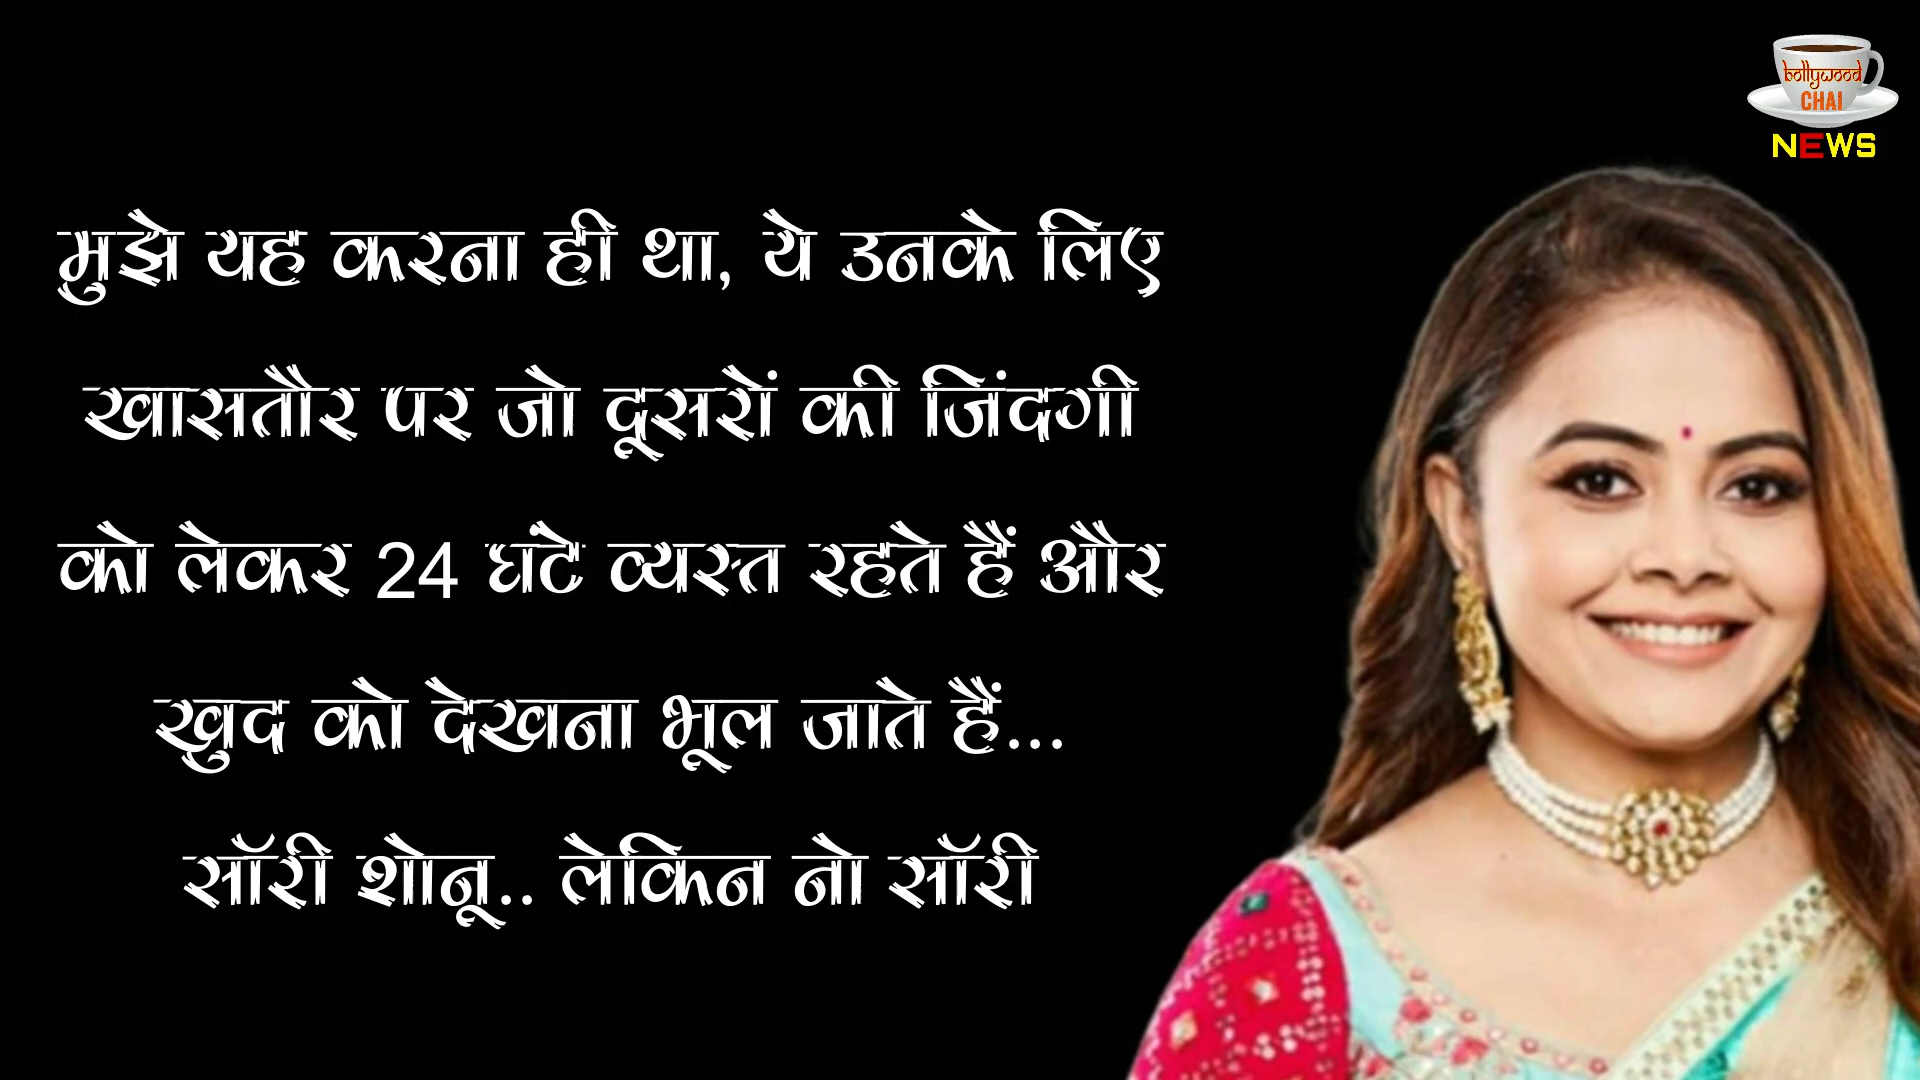 bollywood
CHAI
NEWS
मुझे यह करना ही था, ये उनके लिए
खासतौर पर जो दूसरों की जिंदगी
को लेकर 24 घंटे व्यस्त रहते हैं और
खुद को देखना भूल जाते हैं...
सॉरी शोनू.. लेकिन नो सॉरी